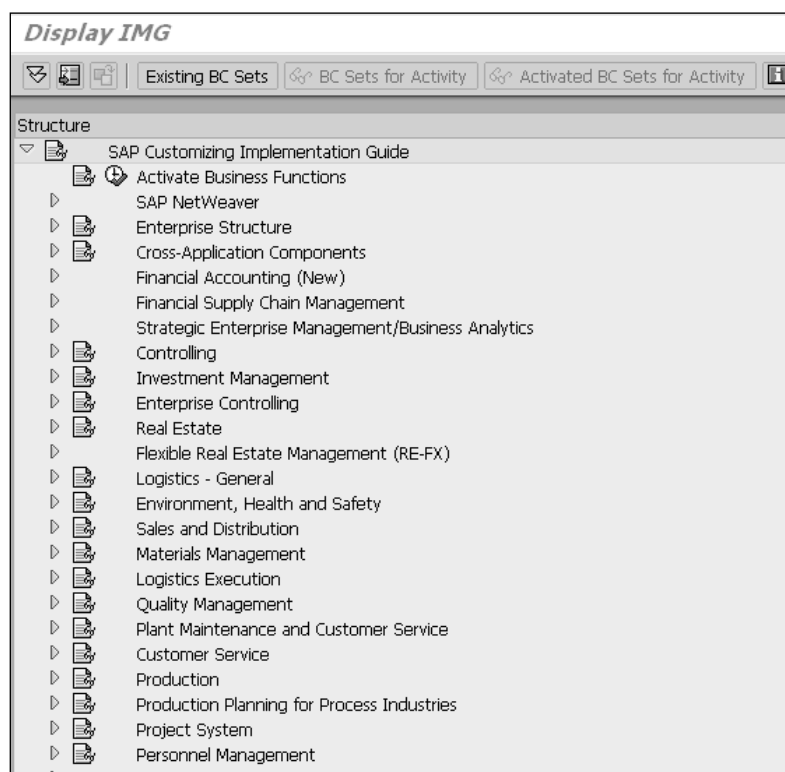 Display IMG
Existing BC Sets BC Sets for Activity Activated BC Sets for Activity
Structure
SAP Customizing Implementation Guide
Activate Business Functions
SAP NetWeaver
Enterprise Structure
Cross-Application Components
Financial Accounting (New)
Financial Supply Chain Management
Strategic Enterprise Management/Business Analytics
Controlling
Investment Management
Enterprise Controlling
Real Estate
Flexible Real Estate Management (RE-FX)
Logistics - General
Environment, Health and Safety
Sales and Distribution
Materials Management
Logistics Execution
Quality Management
Plant Maintenance and Customer Service
Customer Service
Production
Production Planning for Process Industries
Project System
Personnel Management